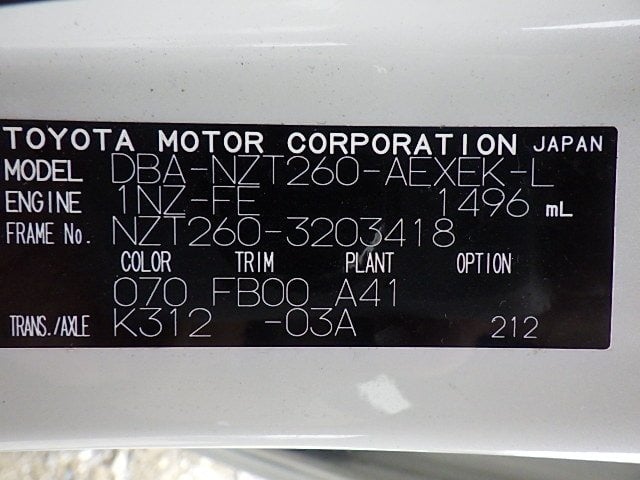 TOYOTA MOTOR CORPORATION JAPAN
MODEL DBA-NZT260-AEXEK-L
ENGINE 1NZ-FE 1496 mL
FRAME No. NZT260-3203418
COLOR TRIM PLANT OPTION
070 FB00 A41
TRANS./AXLE K312 -03A 212